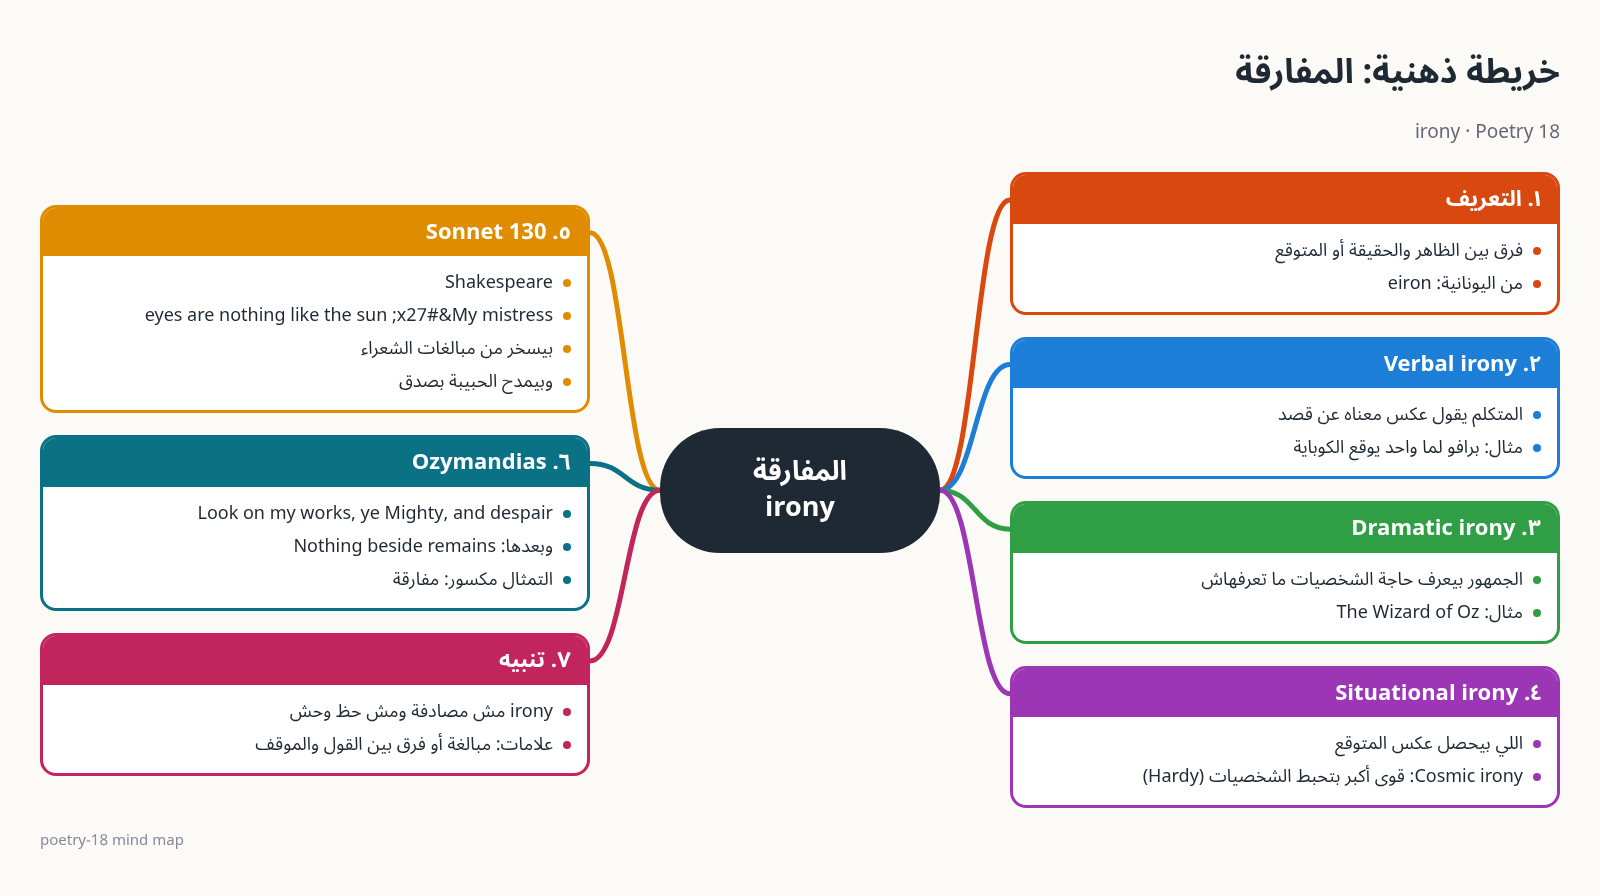 خريطة ذهنية: المفارقة
irony · Poetry 18
١. التعريف
فرق بين الظاهر والحقيقة أو المتوقع
من اليونانية: eiron
٢. Verbal irony
المتكلم يقول عكس معناه عن قصد
مثال: برافو لما واحد يوقع الكوباية
٣. Dramatic irony
الجمهور بيعرف حاجة الشخصيات ما تعرفهاش
مثال: The Wizard of Oz
٤. Situational irony
اللي بيحصل عكس المتوقع
Cosmic irony: قوى أكبر بتحبط الشخصيات (Hardy)
المفارقة
irony
٥. Sonnet 130
Shakespeare
My mistress&#x27; eyes are nothing like the sun
بيسخر من مبالغات الشعراء
وبيمدح الحبيبة بصدق
٦. Ozymandias
Look on my works, ye Mighty, and despair
وبعدها: Nothing beside remains
التمثال مكسور: مفارقة
٧. تنبيه
irony مش مصادفة ومش حظ وحش
علامات: مبالغة أو فرق بين القول والموقف
poetry-18 mind map